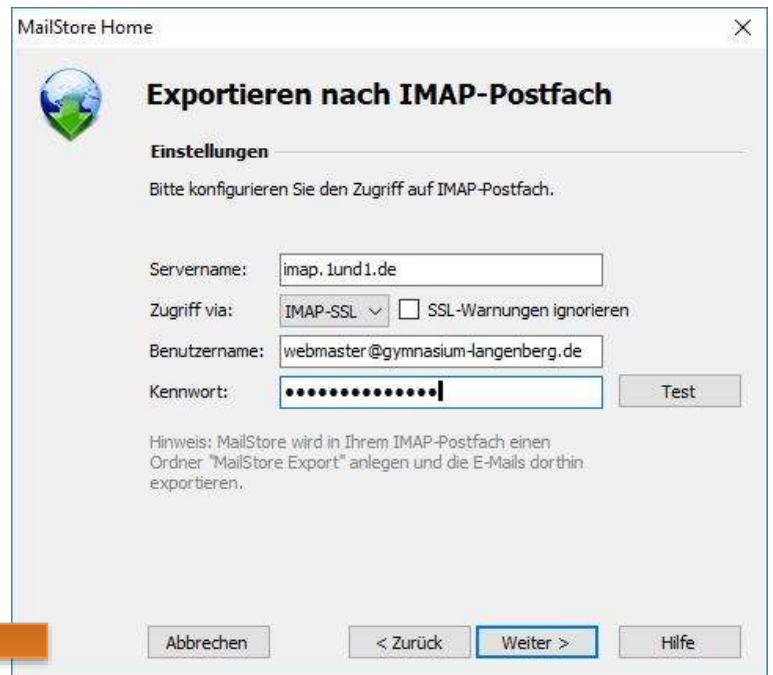 MailStore Home
Exportieren nach IMAP-Postfach
Einstellungen
Bitte konfigurieren Sie den Zugriff auf IMAP-Postfach.
Servername: imap.1und1.de
Zugriff via: IMAP-SSL SSL-Warnungen ignorieren
Benutzername: webmaster@gymnasium-langenberg.de
Kennwort: ●●●●●●●●●●●●●● Test
Hinweis: MailStore wird in Ihrem IMAP-Postfach einen
Ordner "MailStore Export" anlegen und die E-Mails dorthin
exportieren.
Abbrechen < Zurück Weiter > Hilfe